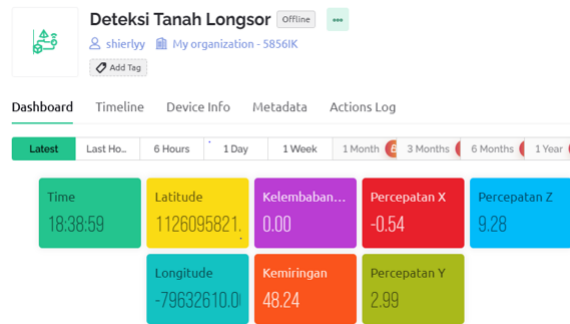 Deteksi Tanah Longsor Offline ...
shierlyy My organization - 5856IK
Add Tag
Dashboard Timeline Device Info Metadata Actions Log
Latest Last Ho... 6 Hours 1 Day 1 Week 1 Month 3 Months 6 Months 1 Year
Time Latitude Kelembaban... Percepatan X Percepatan Z
18:38:59 1126095821. 0.00 -0.54 9.28
Longitude Kemiringan Percepatan Y
-79632610.0 48.24 2.99